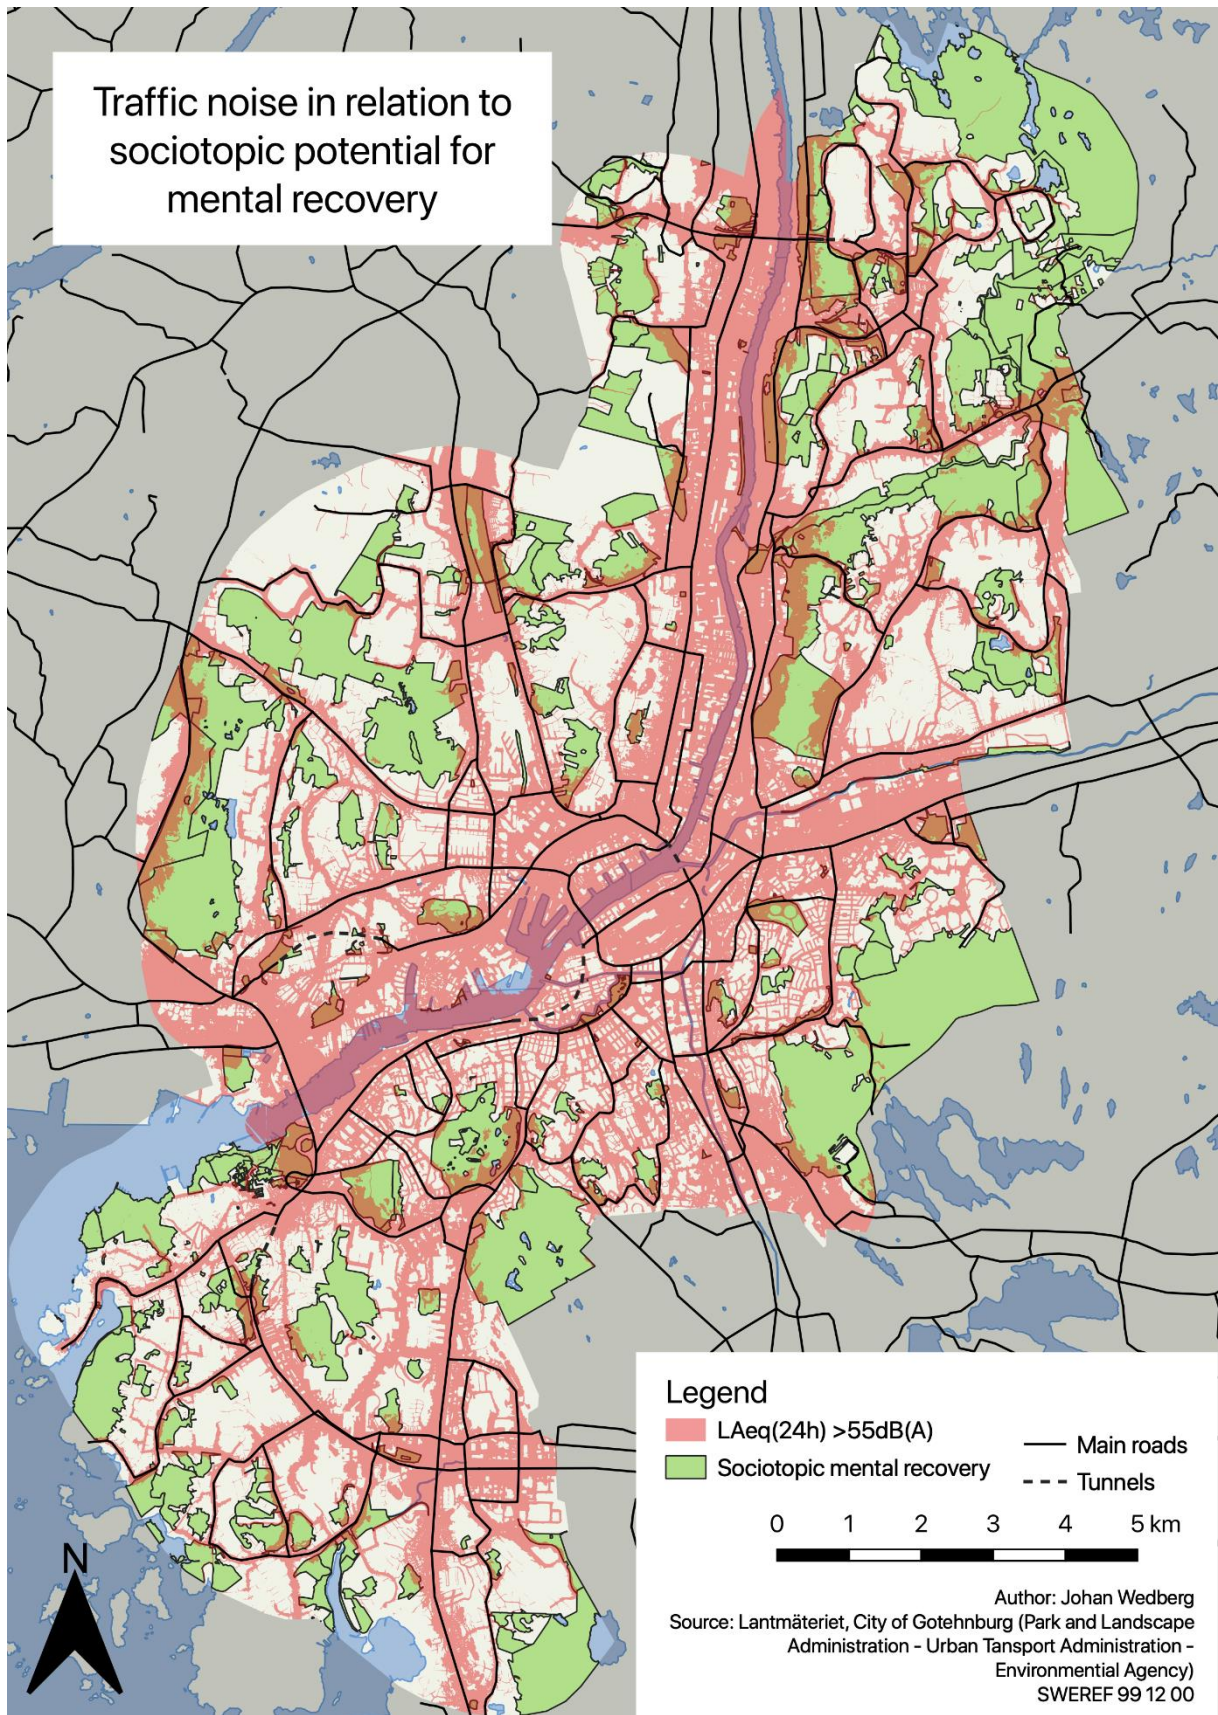 Traffic noise in relation to
sociotopic potential for
mental recovery
Legend
LAeq(24h) >55dB(A)
Sociotopic mental recovery
Main roads
Tunnels
0 1 2 3 4 5 km
N
Author: Johan Wedberg
Source: Lantmäteriet, City of Gotehnburg (Park and Landscape
Administration - Urban Tansport Administration -
Environmential Agency)
SWEREF 99 12 00